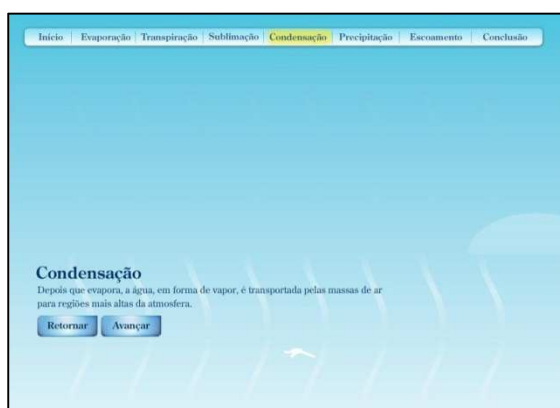 Início Evaporação Transpiração Sublimação Condensação Precipitação Escoamento Conclusão
Condensação
Depois que evapora, a água, em forma de vapor, é transportada pelas massas de ar
para regiões mais altas da atmosfera.
Retornar Avançar